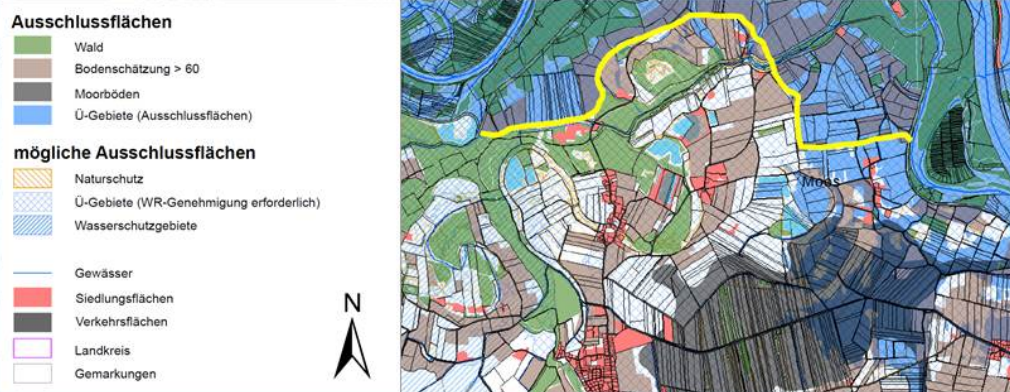 Ausschlussflächen
Wald
Bodenschätzung > 60
Moorböden
Ü-Gebiete (Ausschlussflächen)
mögliche Ausschlussflächen
Naturschutz
Ü-Gebiete (WR-Genehmigung erforderlich)
Wasserschutzgebiete
Gewässer
Siedlungsflächen
Verkehrsflächen
Landkreis
Gemarkungen
N
Moos